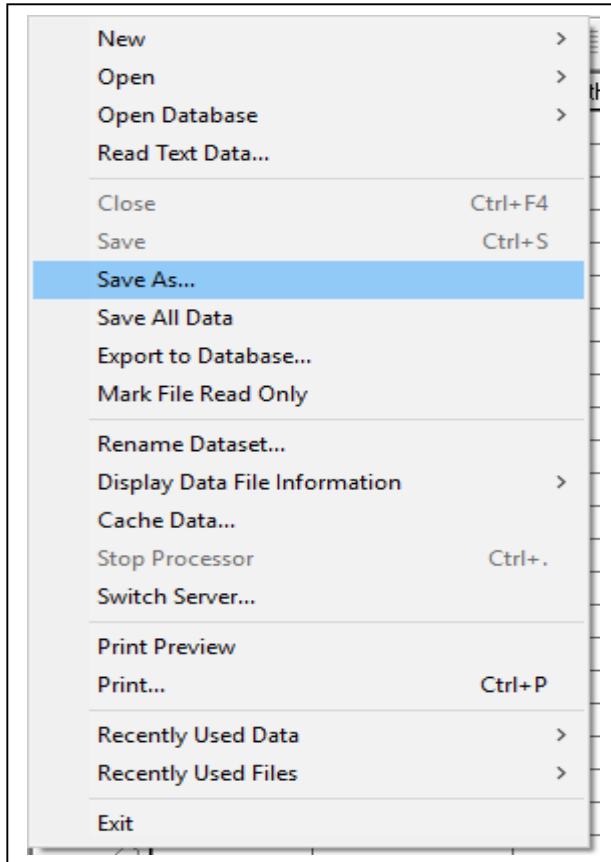 New
Open
Open Database
Read Text Data...
Close Ctrl+F4
Save Ctrl+S
Save As...
Save All Data
Export to Database...
Mark File Read Only
Rename Dataset...
Display Data File Information
Cache Data...
Stop Processor Ctrl+.
Switch Server...
Print Preview
Print... Ctrl+P
Recently Used Data
Recently Used Files
Exit